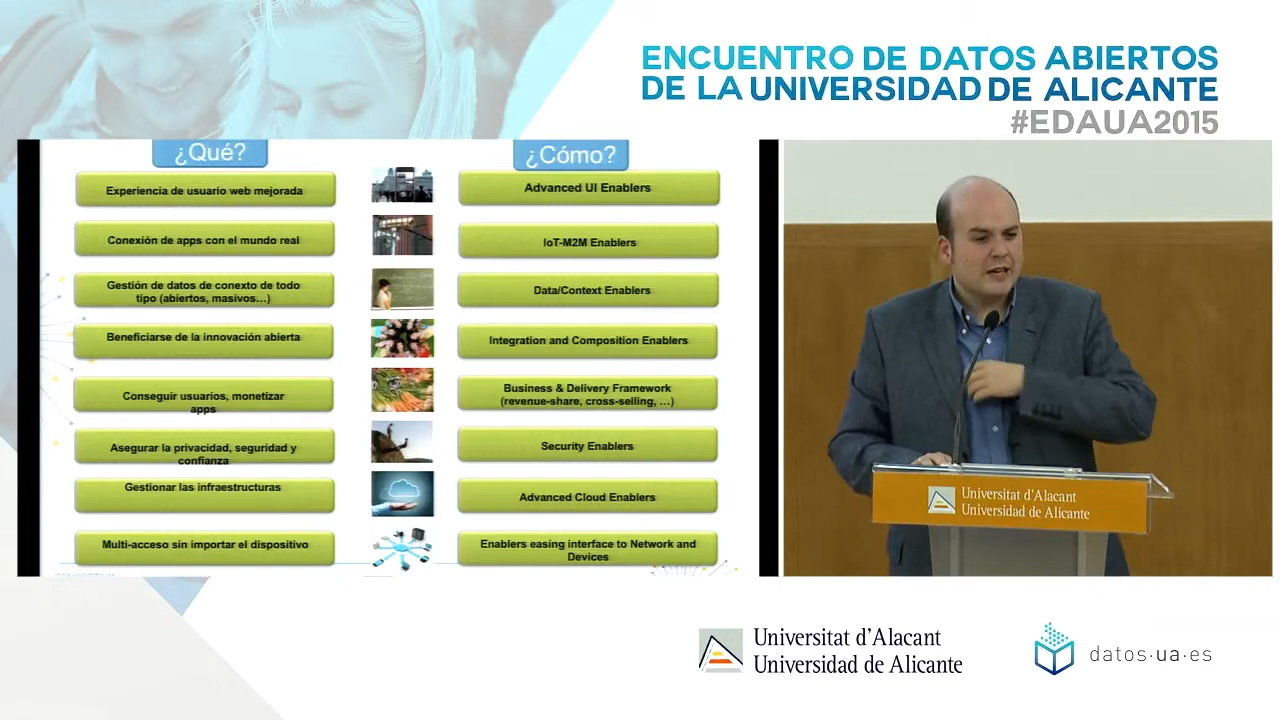 ENCUENTRO DE DATOS ABIERTOS
DE LA UNIVERSIDAD DE ALICANTE
#EDAUA2015
¿Qué?
¿Cómo?
Experiencia de usuario web mejorada
Advanced UI Enablers
Conexión de apps con el mundo real
IoT-M2M Enablers
Gestión de datos de conexto de todo
tipo (abiertos, masivos…)
Data/Context Enablers
Beneficiarse de la innovación abierta
Integration and Composition Enablers
Conseguir usuarios, monetizar
apps
Business & Delivery Framework
(revenue-share, cross-selling, …)
Asegurar la privacidad, seguridad y
confianza
Security Enablers
Gestionar las infraestructuras
Advanced Cloud Enablers
Multi-acceso sin importar el dispositivo
Enablers easing interface to Network and
Devices
Universitat d'Alacant
Universidad de Alicante
Universitat d'Alacant
Universidad de Alicante
datos·ua·es